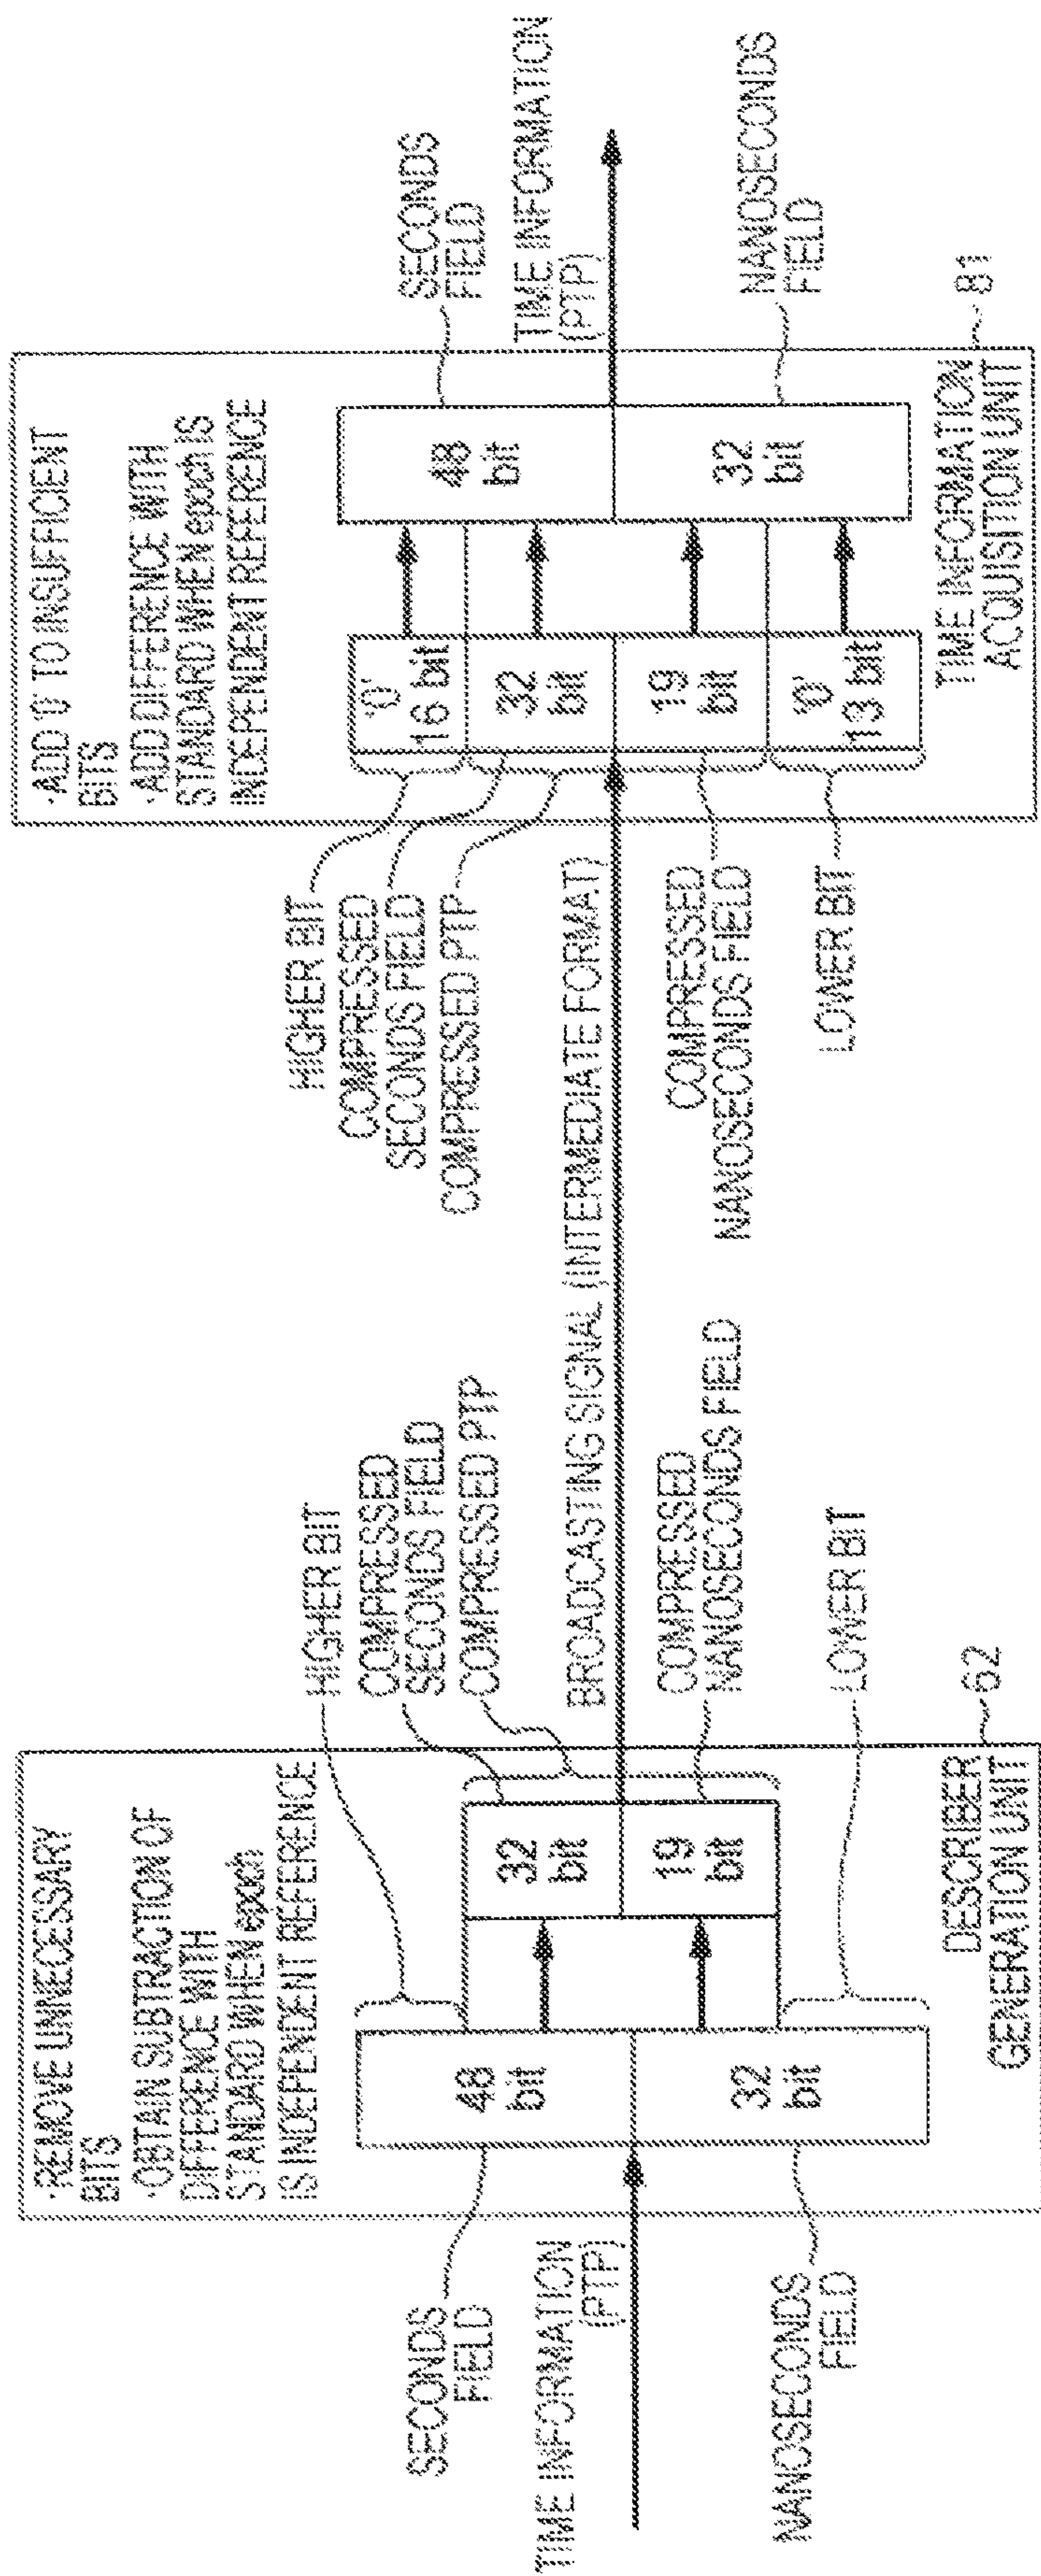 TIME INFORMATION
(PTP)
SECONDS
FIELD
NANOSECONDS
FIELD
·REMOVE UNNECESSARY
BITS
·OBTAIN SUBTRACTION OF
DIFFERENCE WITH
STANDARD WHEN epoch
IS INDEPENDENT REFERENCE
48
bit
32
bit
32
bit
19
bit
DESCRIBER
GENERATION UNIT
62
HIGHER BIT
COMPRESSED
SECONDS FIELD
COMPRESSED PTP
BROADCASTING SIGNAL (INTERMEDIATE FORMAT)
COMPRESSED
NANOSECONDS FIELD
LOWER BIT
HIGHER BIT
COMPRESSED
SECONDS FIELD
COMPRESSED PTP
COMPRESSED
NANOSECONDS FIELD
LOWER BIT
·ADD '0' TO INSUFFICIENT
BITS
·ADD DIFFERENCE WITH
STANDARD WHEN epoch IS
INDEPENDENT REFERENCE
'0'
16 bit
32
bit
19
bit
'0'
13 bit
48
bit
32
bit
TIME INFORMATION
ACQUISITION UNIT
81
SECONDS
FIELD
TIME INFORMATION
(PTP)
NANOSECONDS
FIELD